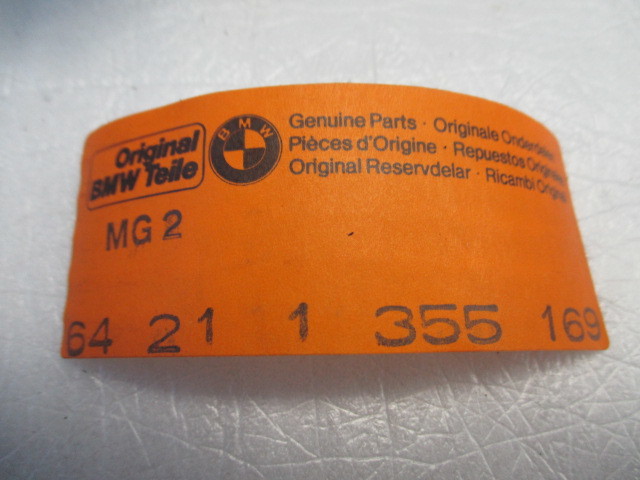 Original
BMW Teile
BMW
Genuine Parts · Originale Onderdelen
Pièces d'Origine · Repuestos Originales
Original Reservdelar · Ricambi Originali
MG 2
64 21 1 355 169